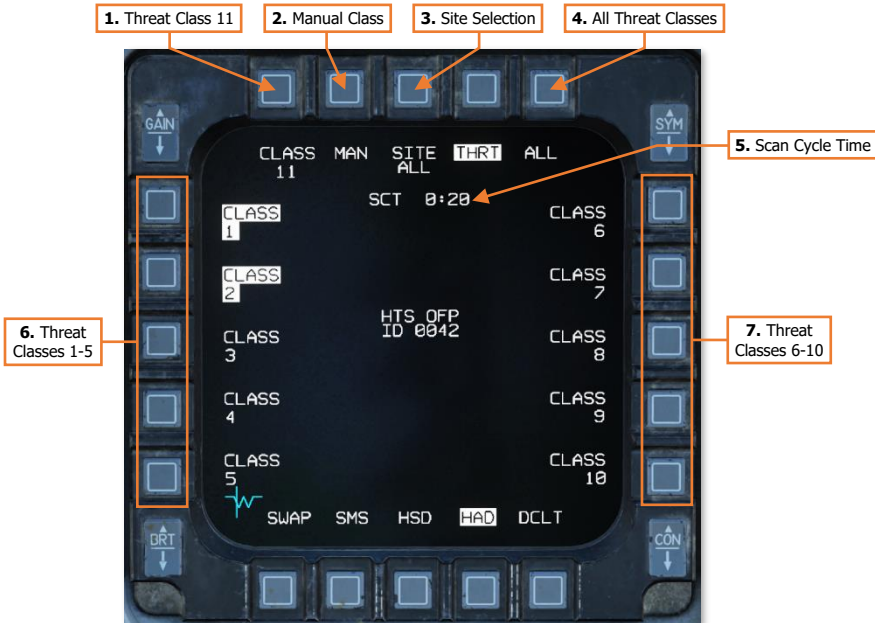 1. Threat Class 11
2. Manual Class
3. Site Selection
4. All Threat Classes
GAIN
SYM
CLASS MAN SITE THRT ALL
11 ALL
5. Scan Cycle Time
SCT 0:20
CLASS
1
CLASS
6
CLASS
2
CLASS
7
HTS OFP
ID 0042
6. Threat
Classes 1-5
CLASS
3
CLASS
8
7. Threat
Classes 6-10
CLASS
4
CLASS
9
CLASS
5
CLASS
10
SWAP SMS HSD HAD DCLT
BRT
CON